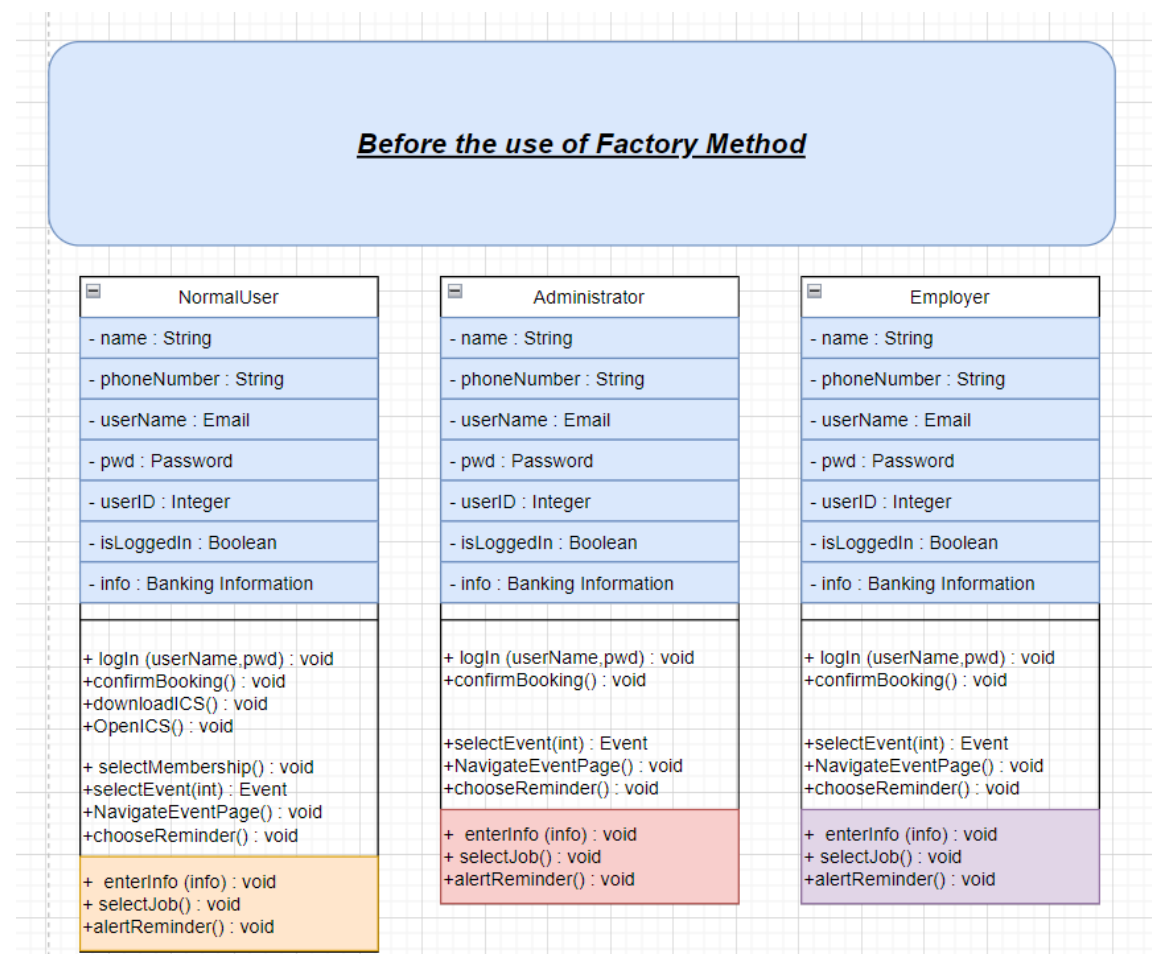 Before the use of Factory Method
NormalUser
- name : String
- phoneNumber : String
- userName : Email
- pwd : Password
- userID : Integer
- isLoggedIn : Boolean
- info : Banking Information
+ logIn (userName,pwd) : void
+confirmBooking() : void
+downloadICS() : void
+OpenICS() : void
+ selectMembership() : void
+selectEvent(int) : Event
+NavigateEventPage() : void
+chooseReminder() : void
+ enterInfo (info) : void
+ selectJob() : void
+alertReminder() : void
Administrator
- name : String
- phoneNumber : String
- userName : Email
- pwd : Password
- userID : Integer
- isLoggedIn : Boolean
- info : Banking Information
+ logIn (userName,pwd) : void
+confirmBooking() : void
+selectEvent(int) : Event
+NavigateEventPage() : void
+chooseReminder() : void
+ enterInfo (info) : void
+ selectJob() : void
+alertReminder() : void
Employer
- name : String
- phoneNumber : String
- userName : Email
- pwd : Password
- userID : Integer
- isLoggedIn : Boolean
- info : Banking Information
+ logIn (userName,pwd) : void
+confirmBooking() : void
+selectEvent(int) : Event
+NavigateEventPage() : void
+chooseReminder() : void
+ enterInfo (info) : void
+ selectJob() : void
+alertReminder() : void